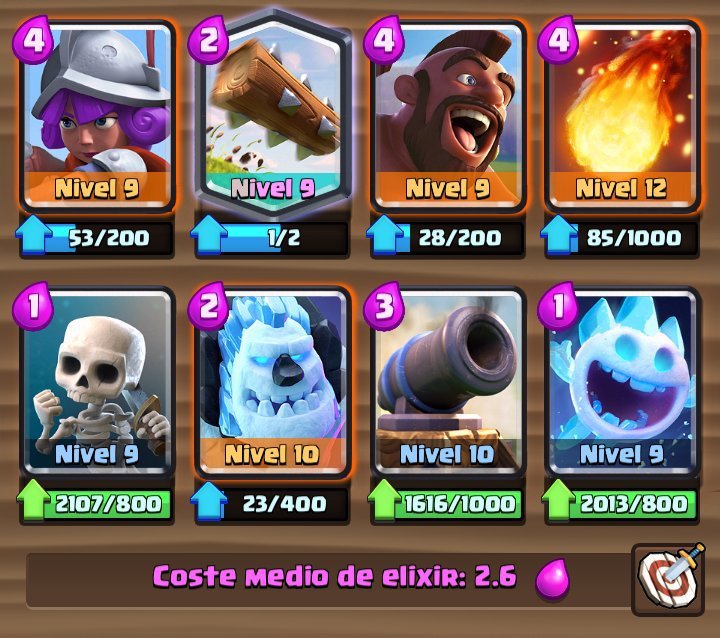 4 2 4 4
Nivel 9 Nivel 9 Nivel 9 Nivel 12
53/200 1/2 28/200 85/1000
1 2 3 1
Nivel 9 Nivel 10 Nivel 10 Nivel 9
2107/800 23/400 1616/1000 2013/800
Coste medio de elixir: 2.6